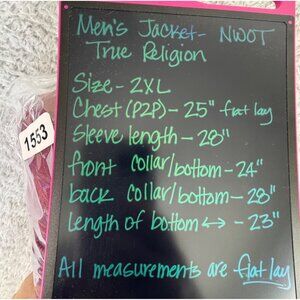 Men's Jacket- NWOT
True Religion
Size - 2XL
Chest (P2P) - 25" flat lay
Sleeve length - 28"
front collar/bottom - 24"
back collar/bottom - 28"
Length of bottom ↔ - 23"
All measurements are flat lay
1553